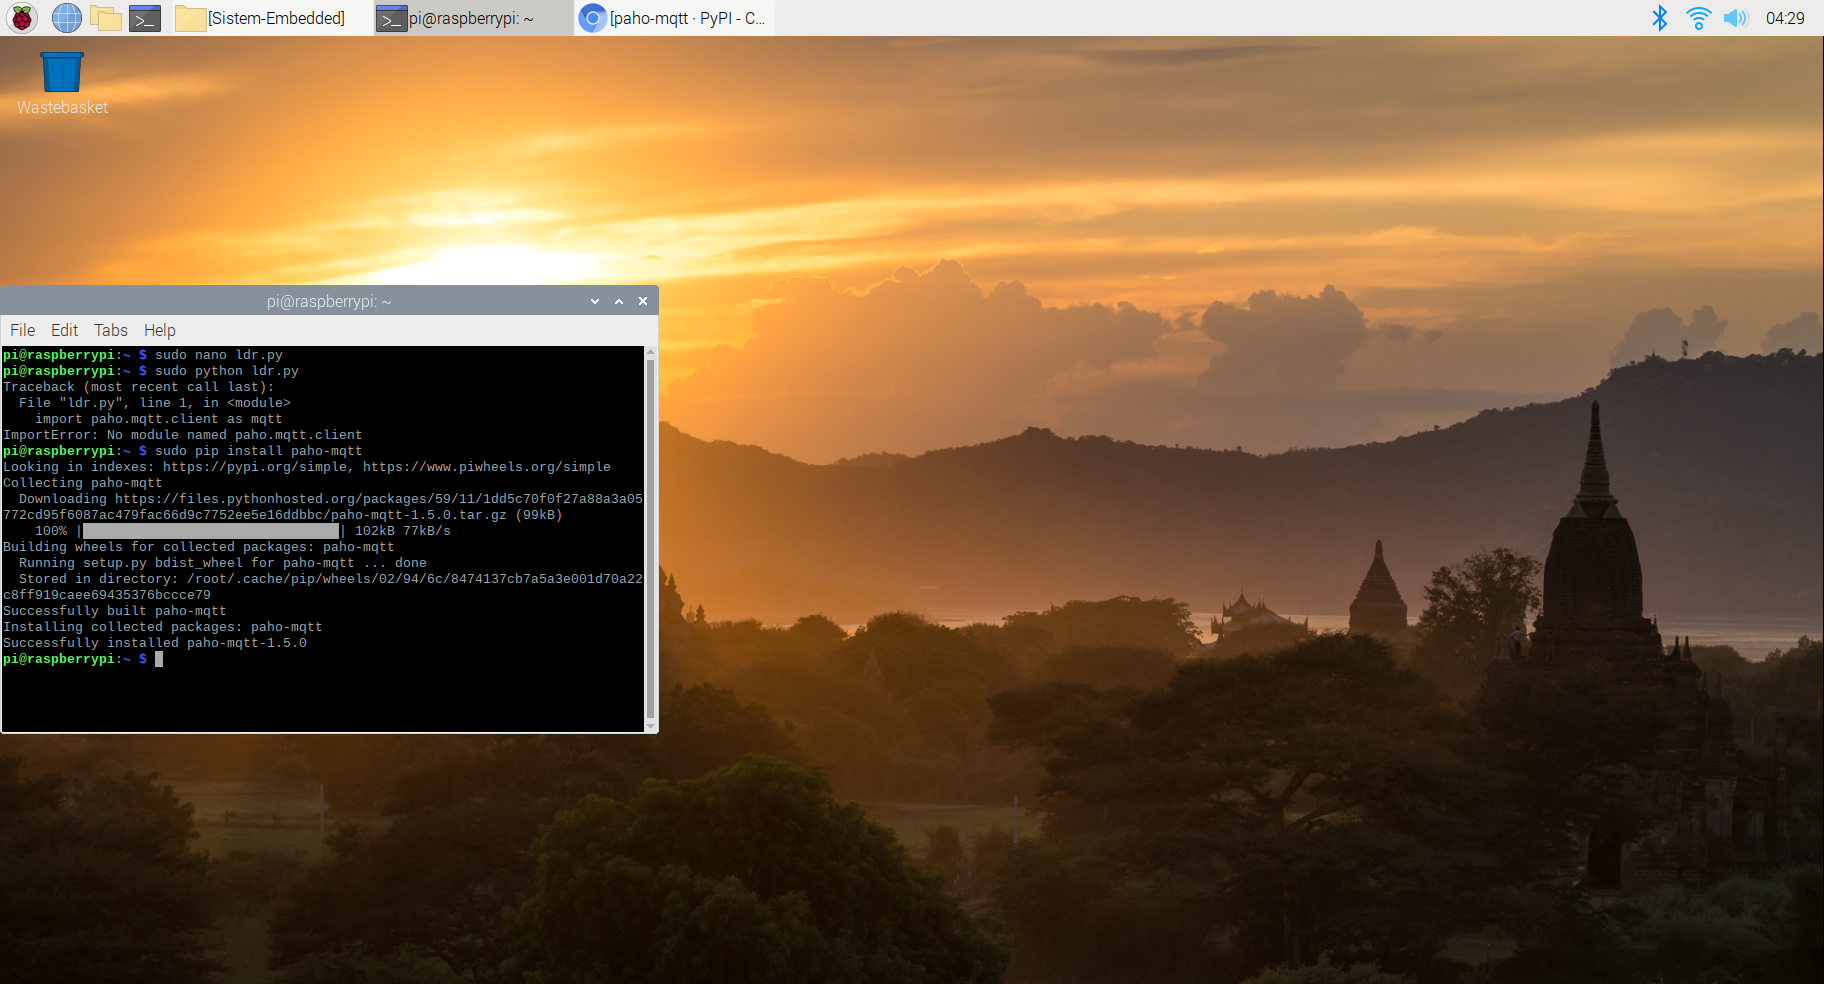 [Sistem-Embedded]
pi@raspberrypi: ~
[paho-mqtt · PyPI - C...
04:29
Wastebasket
pi@raspberrypi: ~
File Edit Tabs Help
pi@raspberrypi:~ $ sudo nano ldr.py
pi@raspberrypi:~ $ sudo python ldr.py
Traceback (most recent call last):
  File "ldr.py", line 1, in <module>
    import paho.mqtt.client as mqtt
ImportError: No module named paho.mqtt.client
pi@raspberrypi:~ $ sudo pip install paho-mqtt
Looking in indexes: https://pypi.org/simple, https://www.piwheels.org/simple
Collecting paho-mqtt
  Downloading https://files.pythonhosted.org/packages/59/11/1dd5c70f0f27a88a3a05
772cd95f6087ac479fac66d9c7752ee5e16ddbbc/paho-mqtt-1.5.0.tar.gz (99kB)
    100% |                                | 102kB 77kB/s
Building wheels for collected packages: paho-mqtt
  Running setup.py bdist_wheel for paho-mqtt ... done
  Stored in directory: /root/.cache/pip/wheels/02/94/6c/8474137cb7a5a3e001d70a22
c8ff919caee69435376bccce79
Successfully built paho-mqtt
Installing collected packages: paho-mqtt
Successfully installed paho-mqtt-1.5.0
pi@raspberrypi:~ $